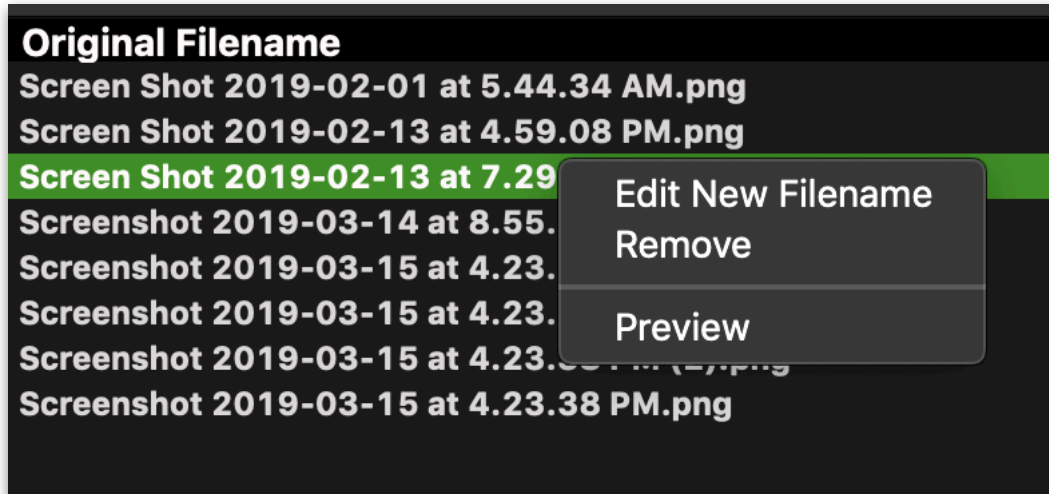 Original Filename
Screen Shot 2019-02-01 at 5.44.34 AM.png
Screen Shot 2019-02-13 at 4.59.08 PM.png
Screen Shot 2019-02-13 at 7.29
Screenshot 2019-03-14 at 8.55.
Screenshot 2019-03-15 at 4.23.
Screenshot 2019-03-15 at 4.23.
Screenshot 2019-03-15 at 4.23.
Screenshot 2019-03-15 at 4.23.38 PM.png
Edit New Filename
Remove
Preview